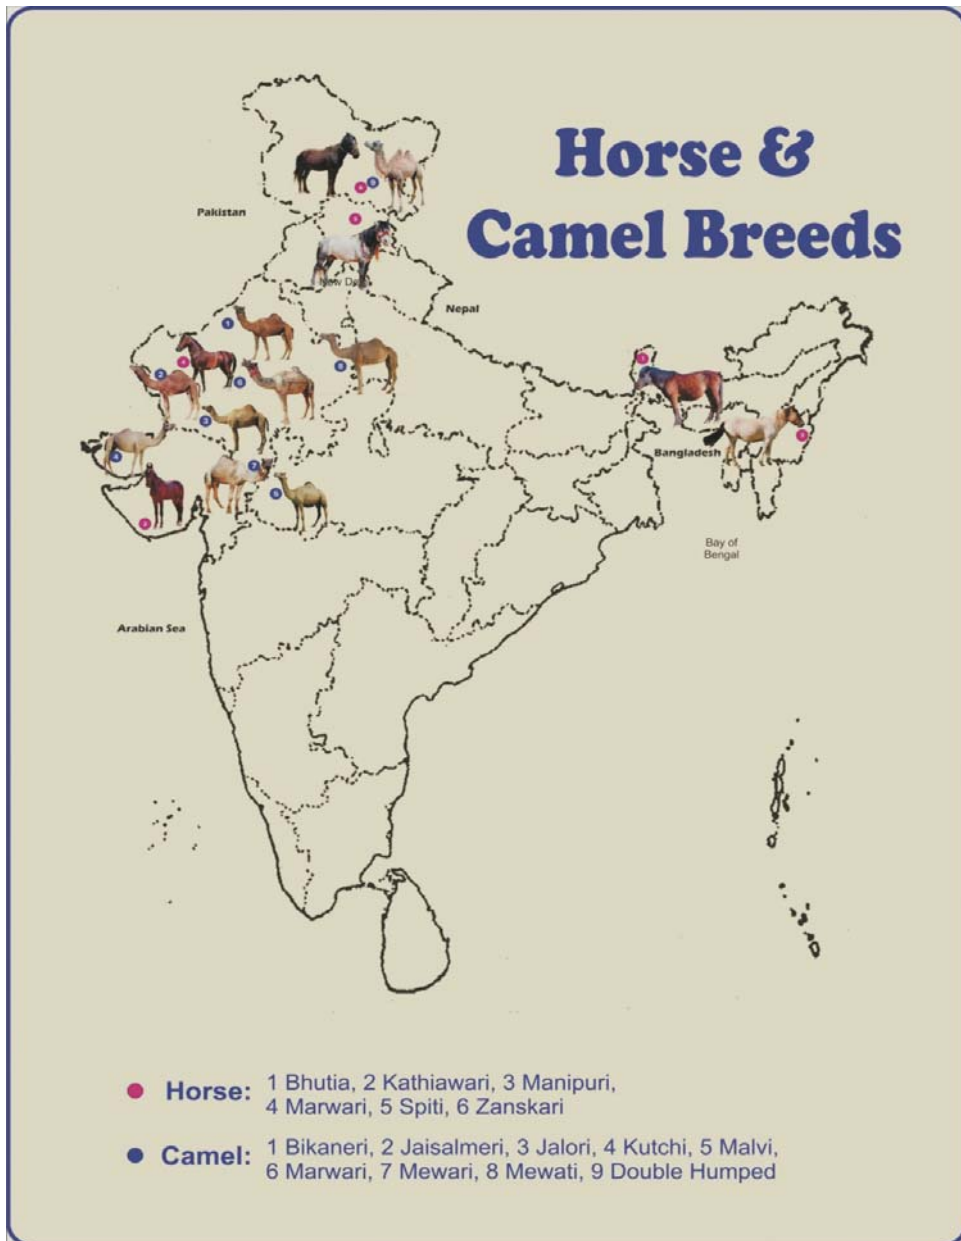 Horse &
Camel Breeds
Pakistan
Nepal
Bangladesh
Bay of
Bengal
Arabian Sea
Horse: 1 Bhutia, 2 Kathiawari, 3 Manipuri,
4 Marwari, 5 Spiti, 6 Zanskari
Camel: 1 Bikaneri, 2 Jaisalmeri, 3 Jalori, 4 Kutchi, 5 Malvi,
6 Marwari, 7 Mewari, 8 Mewati, 9 Double Humped